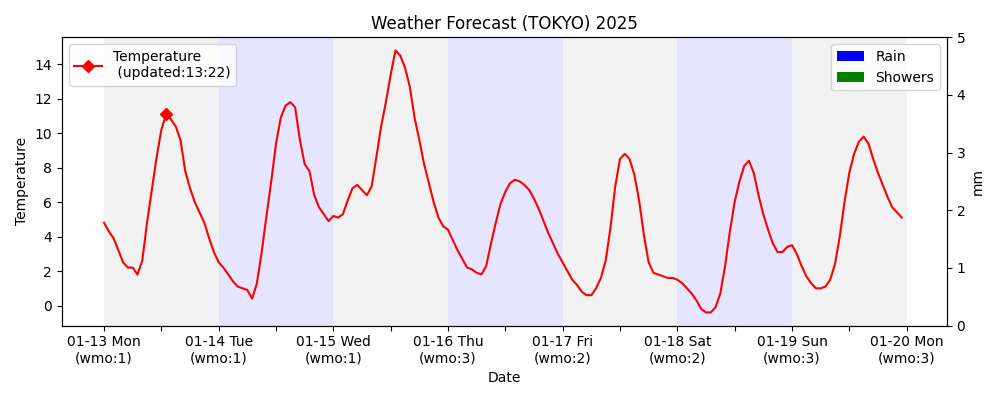 Weather Forecast (TOKYO) 2025
Temperature
(updated:13:22)
Rain
Showers
Temperature
14
12
10
8
6
4
2
0
5
4
3
2
1
0
mm
01-13 Mon
(wmo:1)
01-14 Tue
(wmo:1)
01-15 Wed
(wmo:1)
01-16 Thu
(wmo:3)
01-17 Fri
(wmo:2)
01-18 Sat
(wmo:2)
01-19 Sun
(wmo:3)
01-20 Mon
(wmo:3)
Date